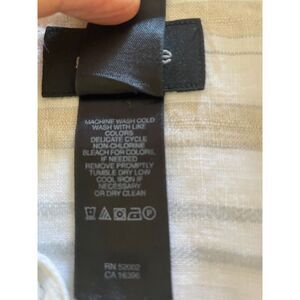 MACHINE WASH COLD
WASH WITH LIKE
COLORS
DELICATE CYCLE
NON-CHLORINE
BLEACH FOR COLORS,
IF NEEDED
REMOVE PROMPTLY
TUMBLE DRY LOW
COOL IRON IF
NECESSARY
OR DRY CLEAN
RN 52002
CA 16396